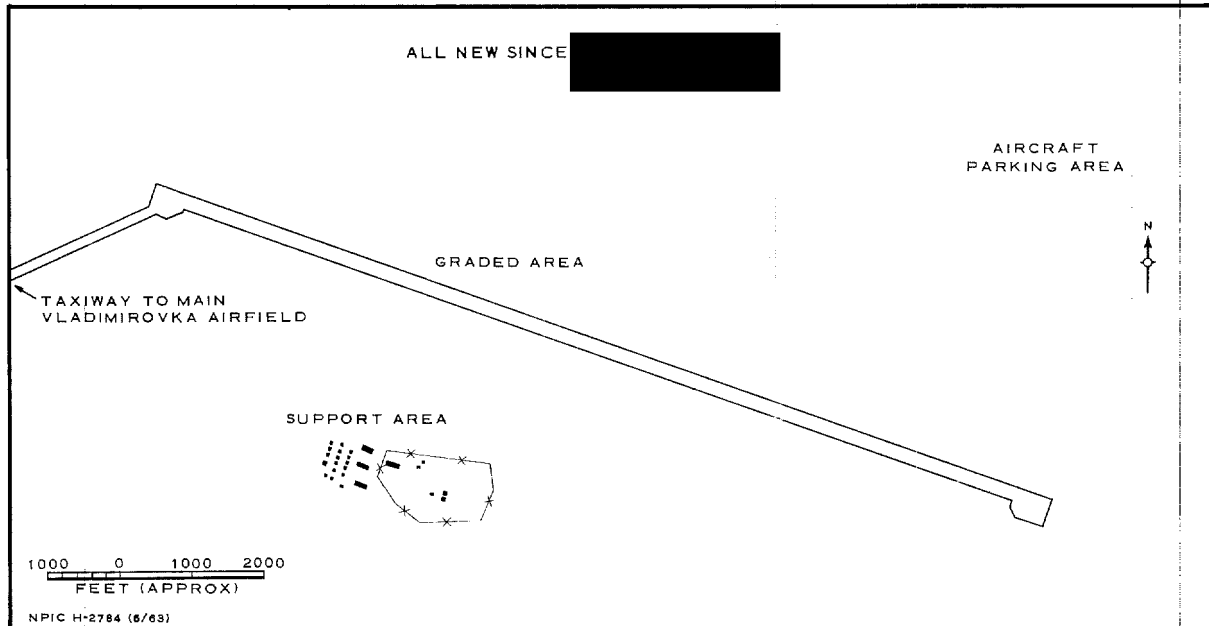 ALL NEW SINCE
AIRCRAFT
PARKING AREA
N
GRADED AREA
TAXIWAY TO MAIN
VLADIMIROVKA AIRFIELD
SUPPORT AREA
1000 0 1000 2000
FEET (APPROX)
NPIC H-2784 (6/63)